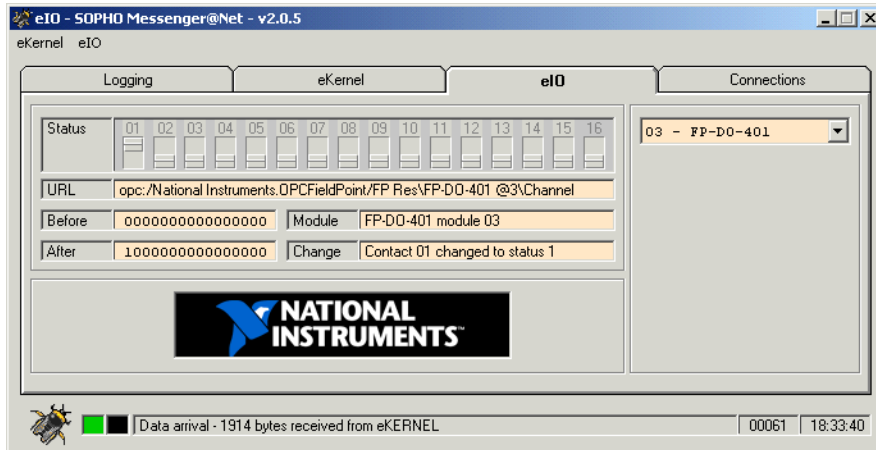 eIO - SOPHO Messenger@Net - v2.0.5
eKernel eIO
Logging eKernel eIO Connections
Status 01 02 03 04 05 06 07 08 09 10 11 12 13 14 15 16
03 - FP-DO-401
URL opc:/National Instruments.OPCFieldPoint/FP Res\FP-DO-401 @3\Channel
Before 0000000000000000 Module FP-DO-401 module 03
After 1000000000000000 Change Contact 01 changed to status 1
NATIONAL
INSTRUMENTS™
Data arrival - 1914 bytes received from eKERNEL 00061 18:33:40